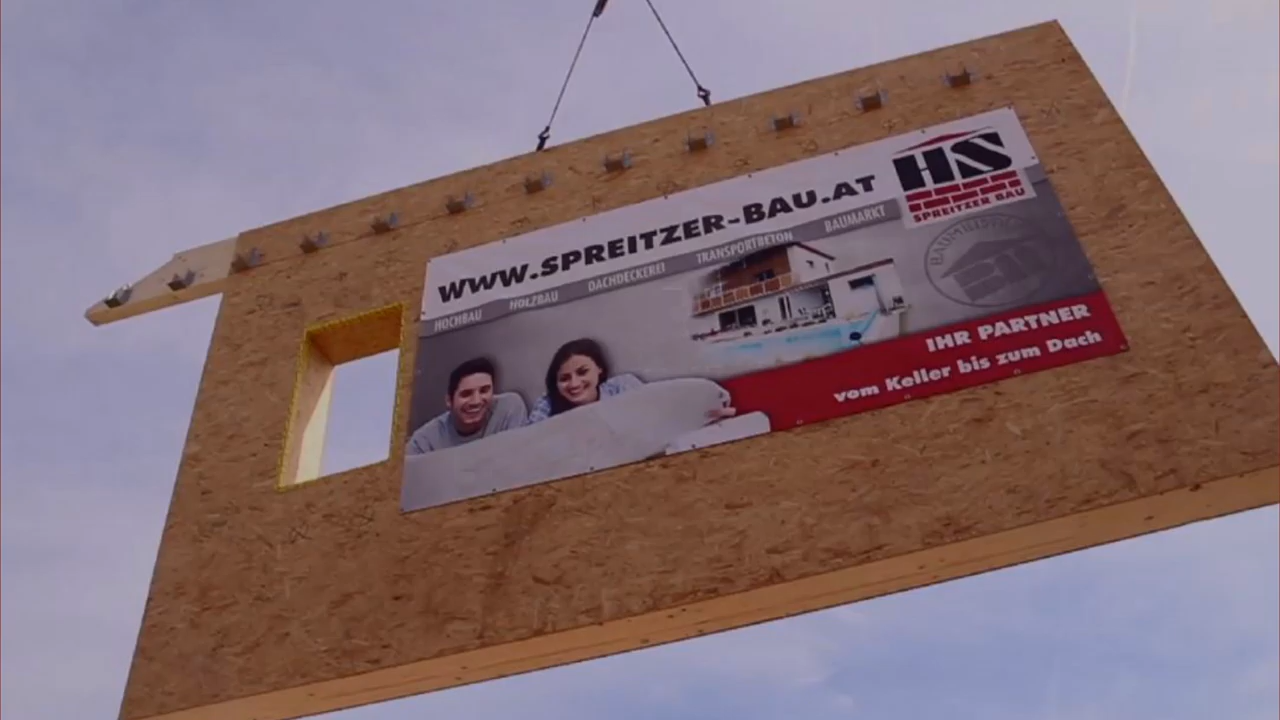 WWW.SPREITZER-BAU.AT
HS
SPREITZER BAU
HOCHBAU HOLZBAU DACHDECKEREI TRANSPORTBETON BAUMARKT
IHR PARTNER
vom Keller bis zum Dach